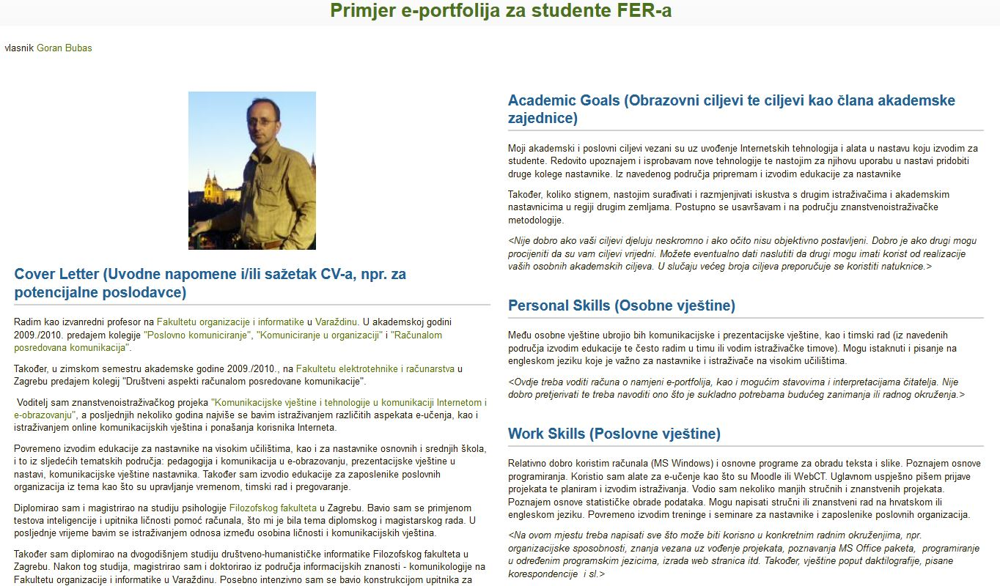 Primjer e-portfolija za studente FER-a
vlasnik Goran Bubas
Cover Letter (Uvodne napomene i/ili sažetak CV-a, npr. za
potencijalne poslodavce)
Radim kao izvanredni profesor na Fakultetu organizacije i informatike u Varaždinu. U akademskoj godini
2009./2010. predajem kolegije "Poslovno komuniciranje", "Komuniciranje u organizaciji" i "Računalom
posredovana komunikacija".
Također, u zimskom semestru akademske godine 2009./2010., na Fakultetu elektrotehnike i računarstva u
Zagrebu predajem kolegij "Društveni aspekti računalom posredovane komunikacije".
Voditelj sam znanstvenoistraživačkog projekta "Komunikacijske vještine i tehnologije u komunikaciji Internetom i
e-obrazovanju", a posljednjih nekoliko godina najviše se bavim istraživanjem različitih aspekata e-učenja, kao i
istraživanjem online komunikacijskih vještina i ponašanja korisnika Interneta.
Povremeno izvodim edukacije za nastavnike na visokim učilištima, kao i za nastavnike osnovnih i srednjih škola,
i to iz sljedećih tematskih područja: pedagogija i komunikacija u e-obrazovanju, prezentacijske vještine u
nastavi, komunikacijske vještine nastavnika. Također sam izvodio edukacije za zaposlenike poslovnih
organizacija iz tema kao što su upravljanje vremenom, timski rad i pregovaranje.
Diplomirao sam i magistrirao na studiju psihologije Filozofskog fakulteta u Zagrebu. Bavio sam se primjenom
testova inteligencije i upitnika ličnosti pomoć računala, što mi je bila tema diplomskog i magistarskog rada. U
posljednje vrijeme bavim se istraživanjem odnosa između osobina ličnosti i komunikacijskih vještina.
Također sam diplomirao na dvogodišnjem studiju društveno-humanističke informatike Filozofskog fakulteta u
Zagrebu. Nakon tog studija, magistrirao sam i doktorirao iz područja informacijskih znanosti - komunikologije na
Fakultetu organizacije i informatike u Varaždinu. Posebno intenzivno sam se bavio konstrukcijom upitnika za
Academic Goals (Obrazovni ciljevi te ciljevi kao člana akademske
zajednice)
Moji akademski i poslovni ciljevi vezani su uz uvođenje Internetskih tehnologija i alata u nastavu koju izvodim za
studente. Redovito upoznajem i isprobavam nove tehnologije te nastojim za njihovu uporabu u nastavi pridobiti
druge kolege nastavnike. Iz navedenog područja pripremam i izvodim edukacije za nastavnike
Također, koliko stignem, nastojim surađivati i razmjenjivati iskustva s drugim istraživačima i akademskim
nastavnicima u regiji drugim zemljama. Postupno se usavršavam i na području znanstvenoistraživačke
metodologije.
<Nije dobro ako vaši ciljevi djeluju neskromno i ako očito nisu objektivno postavljeni. Dobro je ako drugi mogu
procijeniti da su vam ciljevi vrijedni. Možete eventualno dati naslutiti da drugi mogu imati korist od realizacije
vaših osobnih akademskih ciljeva. U slučaju većeg broja ciljeva preporučuje se koristiti natuknice.>
Personal Skills (Osobne vještine)
Među osobne vještine ubrojio bih komunikacijske i prezentacijske vještine, kao i timski rad (iz navedenih
područja izvodim edukacije te često radim u timu ili vodim istraživačke timove). Mogu istaknuti i pisanje na
engleskom jeziku koje je važno za nastavnike i istraživače na visokim učilištima.
<Ovdje treba voditi računa o namjeni e-portfolija, kao i mogućim stavovima i interpretacijama čitatelja. Nije
dobro pretjerivati te treba navoditi ono što je sukladno potrebama budućeg zanimanja ili radnog okruženja.>
Work Skills (Poslovne vještine)
Relativno dobro koristim računala (MS Windows) i osnovne programe za obradu teksta i slike. Poznajem osnove
programiranja. Koristio sam alate za e-učenje kao što su Moodle ili WebCT. Uglavnom uspješno pišem prijave
projekata te planiram i izvodim istraživanja. Vodio sam nekoliko manjih stručnih i znanstvenih projekata.
Poznajem osnove statističke obrade podataka. Mogu napisati stručni ili znanstveni rad na hrvatskom ili
engleskom jeziku. Povremeno izvodim treninge i seminare za nastavnike i zaposlenike poslovnih organizacija.
<Na ovom mjestu treba napisati sve što može biti korisno u konkretnim radnim okruženjima, npr.
organizacijske sposobnosti, znanja vezana uz vođenje projekata, poznavanja MS Office paketa, programiranje
u određenim programskim jezicima, izrada web stranica itd. Također, vještine poput daktilografije, pisane
korespondencije i sl.>